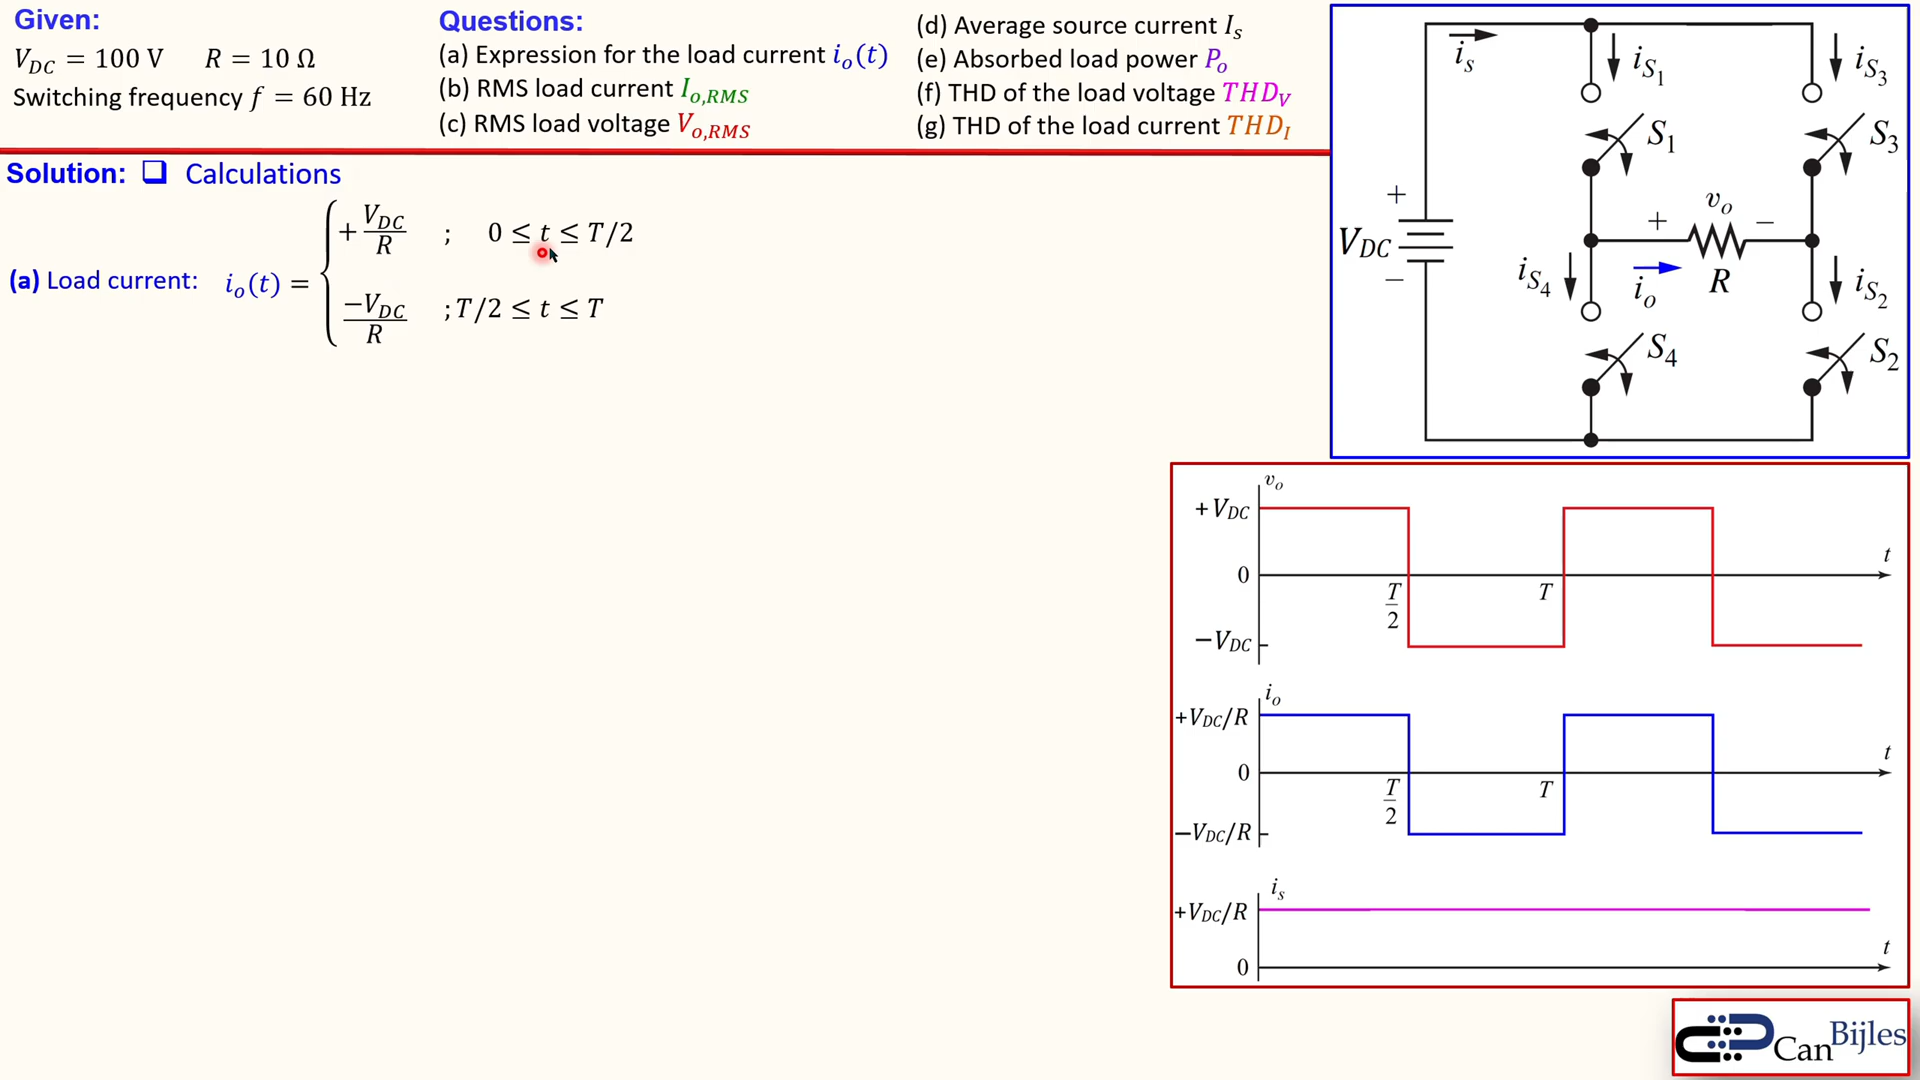 Given:
V_DC = 100 V R = 10 Ω
Switching frequency f = 60 Hz
Questions:
(a) Expression for the load current i_o(t)
(b) RMS load current I_o,RMS
(c) RMS load voltage V_o,RMS
(d) Average source current I_s
(e) Absorbed load power P_o
(f) THD of the load voltage THD_V
(g) THD of the load current THD_I
Solution: ❑ Calculations
(a) Load current: i_o(t) =
+ V_DC/R ; 0 ≤ t ≤ T/2
−V_DC/R ; T/2 ≤ t ≤ T
i_s
i_S1
i_S3
S_1
S_3
+
V_DC
−
v_o
+ −
i_o
R
i_S4
i_S2
S_4
S_2
v_o
+V_DC
0
−V_DC
T/2
T
t
i_o
+V_DC/R
0
−V_DC/R
T/2
T
t
i_s
+V_DC/R
0
t
CanBijles